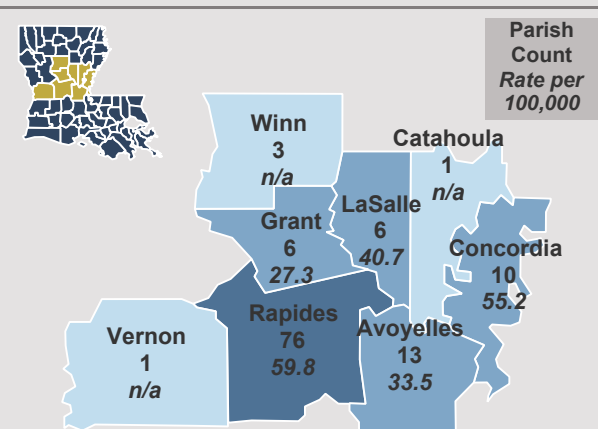 Parish
Count
Rate per
100,000
Winn
3
n/a
Catahoula
1
n/a
LaSalle
6
40.7
Grant
6
27.3
Concordia
10
55.2
Rapides
76
59.8
Avoyelles
13
33.5
Vernon
1
n/a